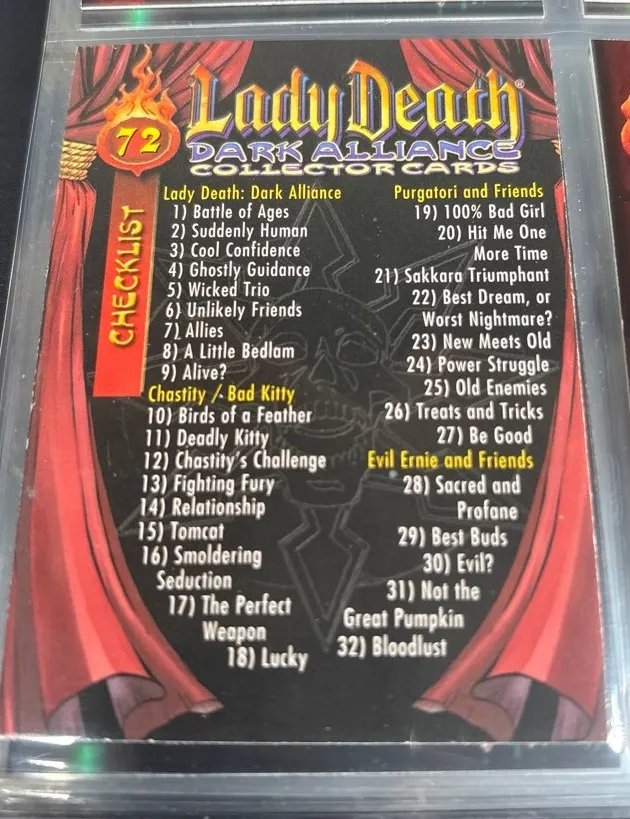 72
Lady Death®
DARK ALLIANCE
COLLECTOR CARDS
CHECKLIST
Lady Death: Dark Alliance
1) Battle of Ages
2) Suddenly Human
3) Cool Confidence
4) Ghostly Guidance
5) Wicked Trio
6) Unlikely Friends
7) Allies
8) A Little Bedlam
9) Alive?
Chastity / Bad Kitty
10) Birds of a Feather
11) Deadly Kitty
12) Chastity's Challenge
13) Fighting Fury
14) Relationship
15) Tomcat
16) Smoldering
Seduction
17) The Perfect
Weapon
18) Lucky
Purgatori and Friends
19) 100% Bad Girl
20) Hit Me One
More Time
21) Sakkara Triumphant
22) Best Dream, or
Worst Nightmare?
23) New Meets Old
24) Power Struggle
25) Old Enemies
26) Treats and Tricks
27) Be Good
Evil Ernie and Friends
28) Sacred and
Profane
29) Best Buds
30) Evil?
31) Not the
Great Pumpkin
32) Bloodlust